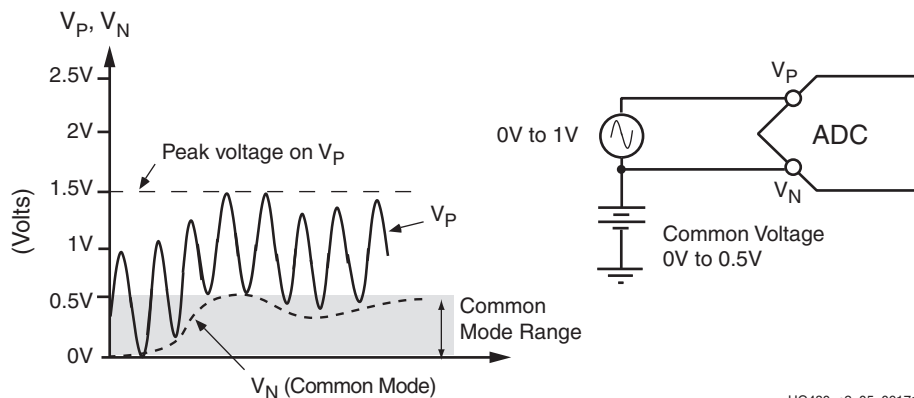 VP, VN
2.5V
2V
Peak voltage on VP
1.5V
(Volts)
VP
1V
0.5V
Common
Mode Range
0V
VN (Common Mode)
VP
0V to 1V
ADC
VN
Common Voltage
0V to 0.5V